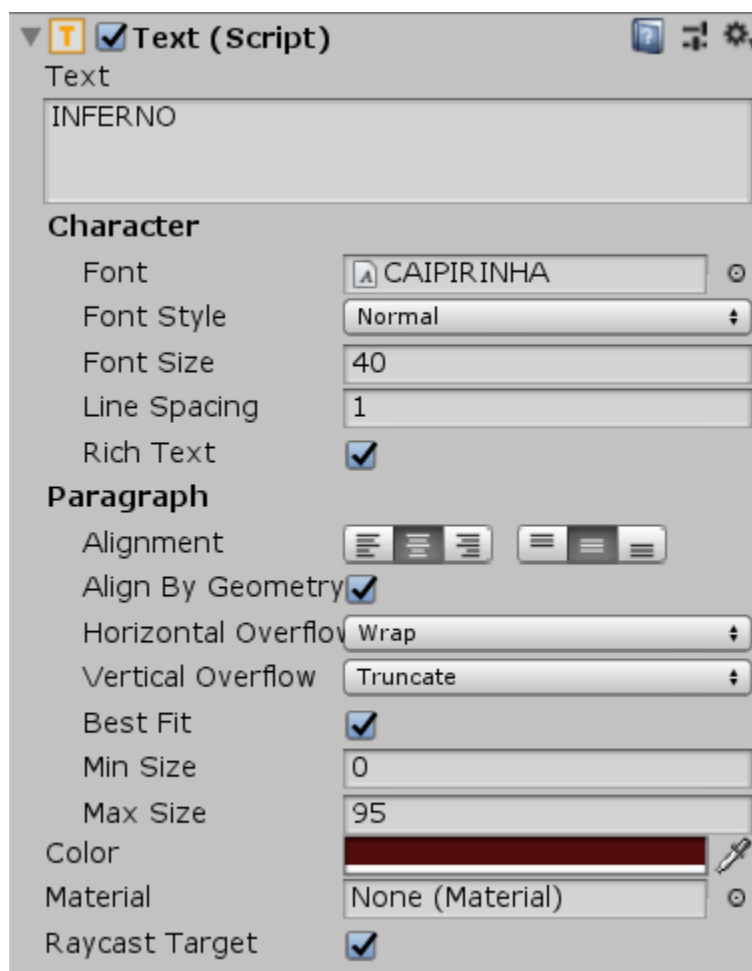 Text (Script)
Text
INFERNO
Character
Font CAIPIRINHA
Font Style Normal
Font Size 40
Line Spacing 1
Rich Text
Paragraph
Alignment
Align By Geometry
Horizontal Overflov Wrap
Vertical Overflow Truncate
Best Fit
Min Size 0
Max Size 95
Color
Material None (Material)
Raycast Target